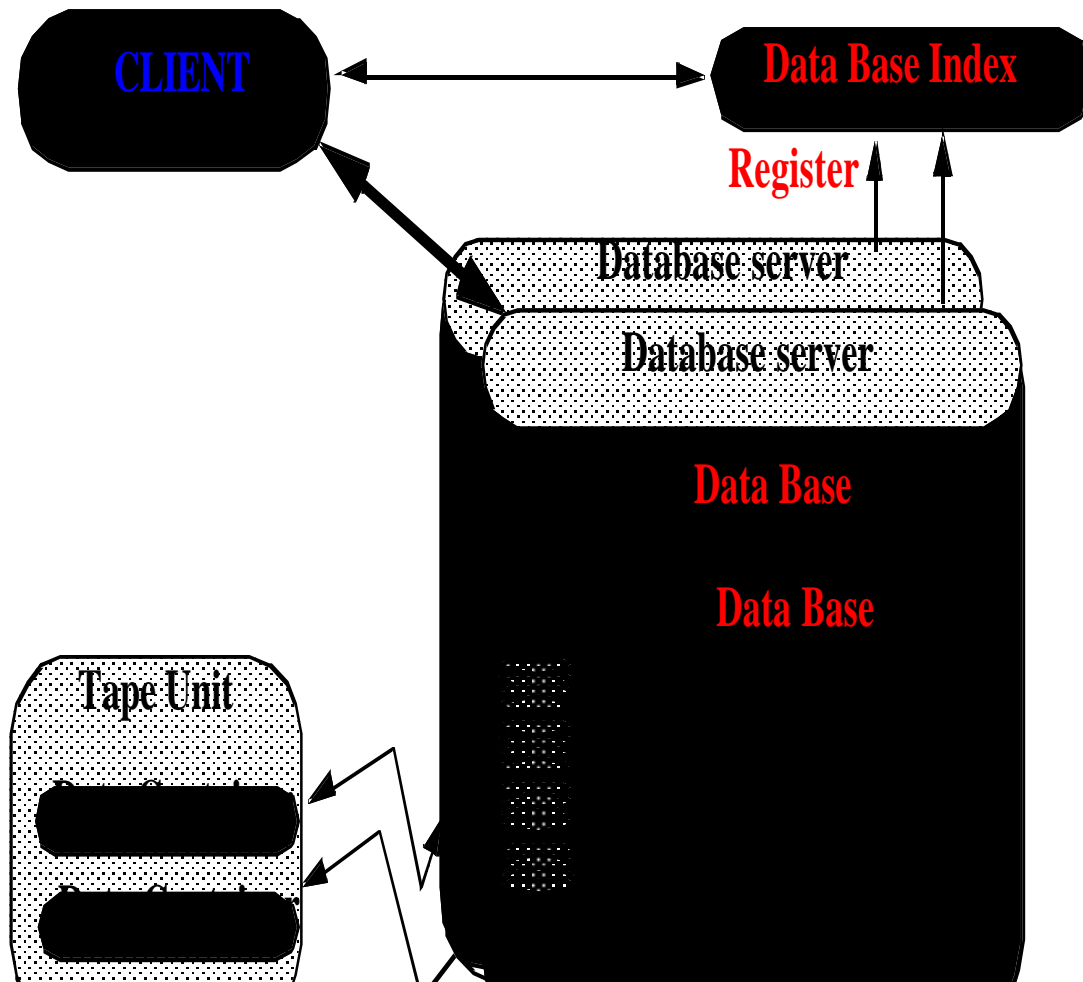 CLIENT
Data Base Index
Register
Database server
Database server
Data Base
Data Base
Tape Unit